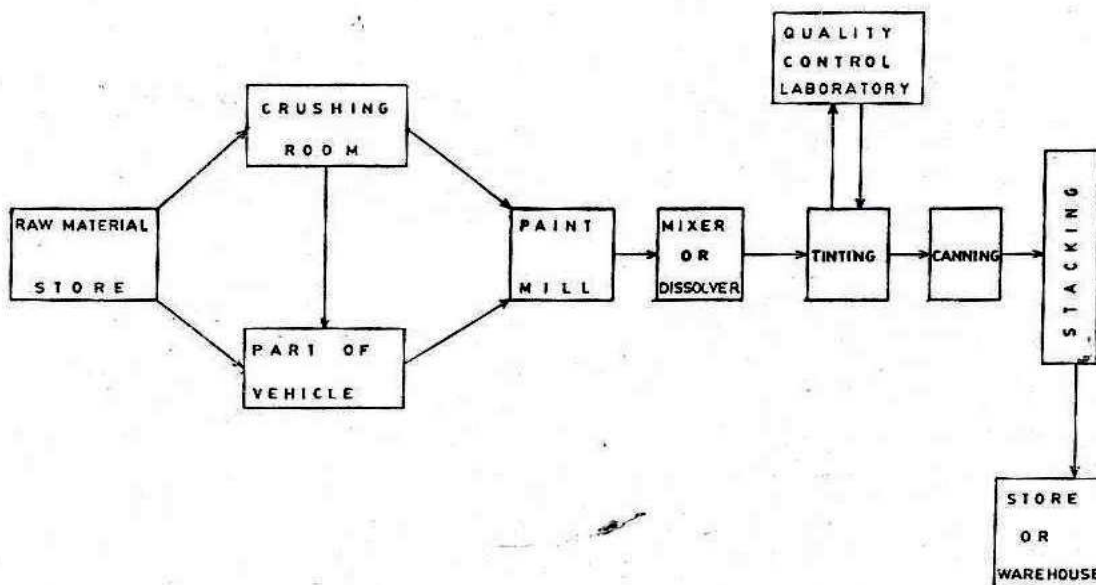 QUALITY
CONTROL
LABORATORY
CRUSHING
ROOM
RAW MATERIAL
STORE
PART OF
VEHICLE
PAINT
MILL
MIXER
OR
DISSOLVER
TINTING
CANNING
STACKING
STORE
OR
WAREHOUSE